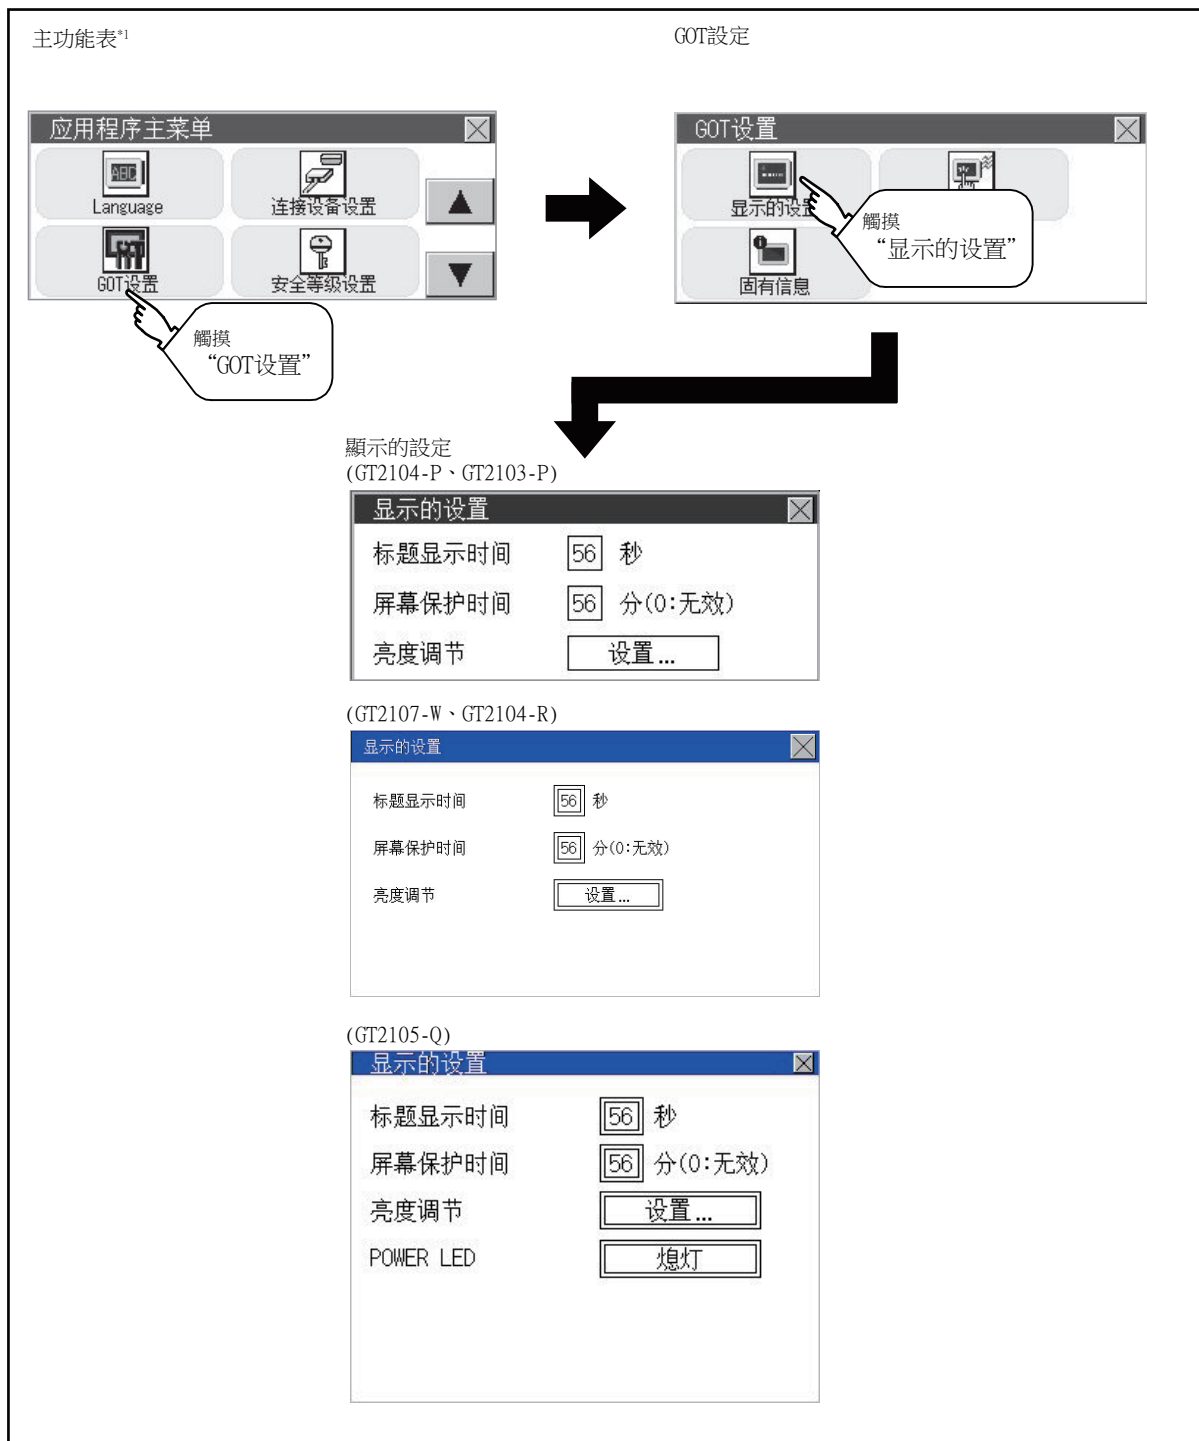 主功能表*1
GOT設定
应用程序主菜单
Language
连接设备设置
GOT设置
安全等级设置
觸摸
“GOT设置”
GOT设置
显示的设置
固有信息
觸摸
“显示的设置”
顯示的設定
(GT2104-P、GT2103-P)
显示的设置
标题显示时间 56 秒
屏幕保护时间 56 分(0:无效)
亮度调节 设置...
(GT2107-W、GT2104-R)
显示的设置
标题显示时间 56 秒
屏幕保护时间 56 分(0:无效)
亮度调节 设置...
(GT2105-Q)
显示的设置
标题显示时间 56 秒
屏幕保护时间 56 分(0:无效)
亮度调节 设置...
POWER LED 熄灯